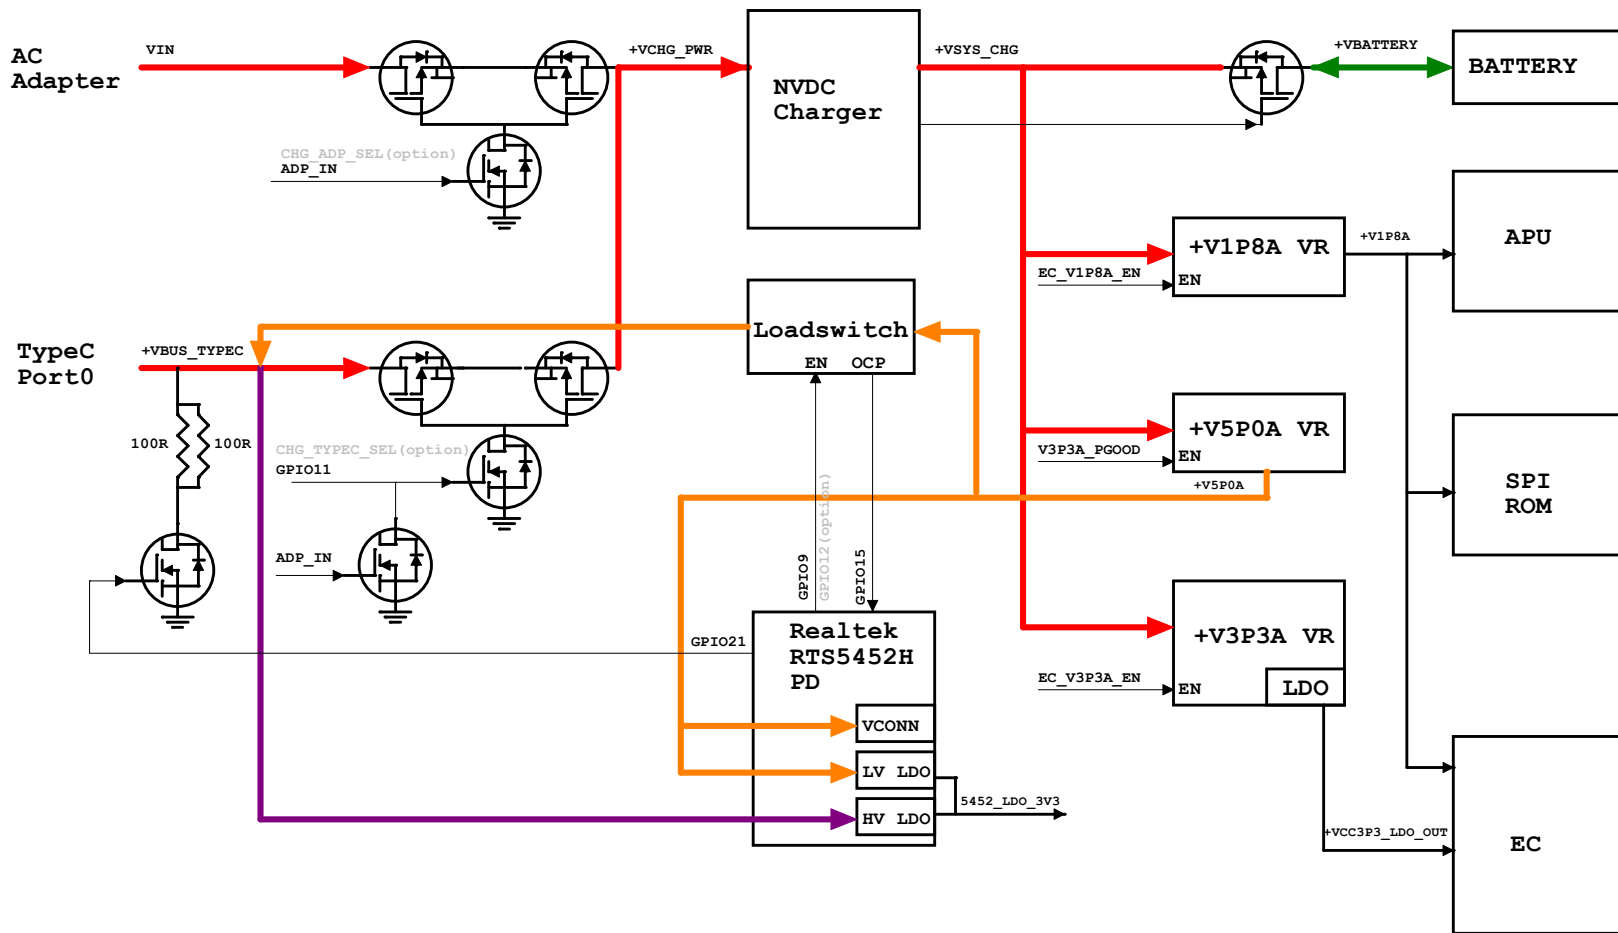 AC
Adapter
VIN
+VCHG_PWR
NVDC
Charger
+VSYS_CHG
+VBATTERY
BATTERY
CHG_ADP_SEL(option)
ADP_IN
+V1P8A VR
EN
EC_V1P8A_EN
+V1P8A
APU
TypeC
Port0
+VBUS_TYPEC
Loadswitch
EN OCP
100R
100R
CHG_TYPEC_SEL(option)
GPIO11
ADP_IN
GPIO9
GPIO12(option)
GPIO15
+V5P0A VR
EN
V3P3A_PGOOD
+V5P0A
SPI
ROM
GPIO21
Realtek
RTS5452H
PD
VCONN
LV LDO
HV LDO
5452_LDO_3V3
+V3P3A VR
EN
LDO
EC_V3P3A_EN
+VCC3P3_LDO_OUT
EC